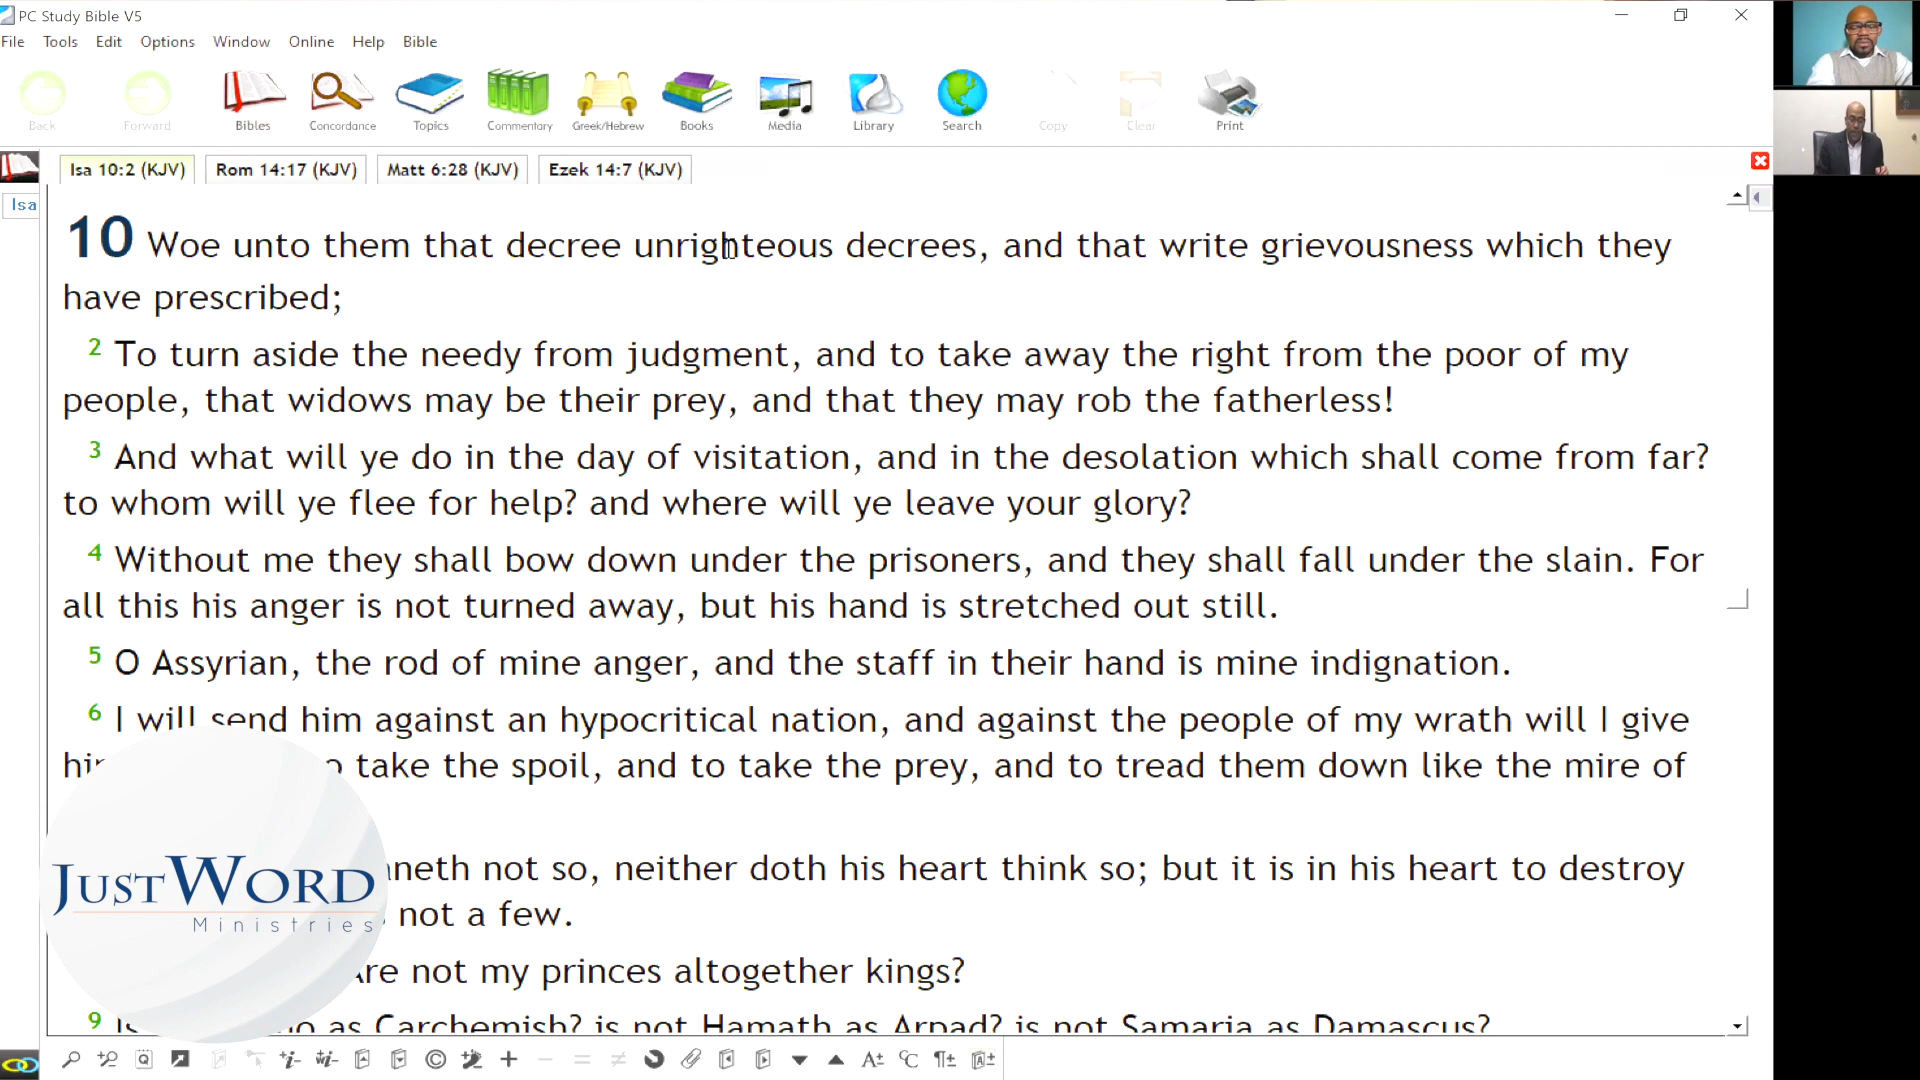 PC Study Bible V5
File Tools Edit Options Window Online Help Bible
Back Forward Bibles Concordance Topics Commentary Greek/Hebrew Books Media Library Search Copy Clear Print
Isa 10:2 (KJV) Rom 14:17 (KJV) Matt 6:28 (KJV) Ezek 14:7 (KJV)
Isa
10 Woe unto them that decree unrighteous decrees, and that write grievousness which they
have prescribed;
2 To turn aside the needy from judgment, and to take away the right from the poor of my
people, that widows may be their prey, and that they may rob the fatherless!
3 And what will ye do in the day of visitation, and in the desolation which shall come from far?
to whom will ye flee for help? and where will ye leave your glory?
4 Without me they shall bow down under the prisoners, and they shall fall under the slain. For
all this his anger is not turned away, but his hand is stretched out still.
5 O Assyrian, the rod of mine anger, and the staff in their hand is mine indignation.
6 I will send him against an hypocritical nation, and against the people of my wrath will I give
take the spoil, and to take the prey, and to tread them down like the mire of
not so, neither doth his heart think so; but it is in his heart to destroy
not a few.
Are not my princes altogether kings?
9 as Carchemish? is not Hamath as Arpad? is not Samaria as Damascus?
JUSTWORD
Ministries